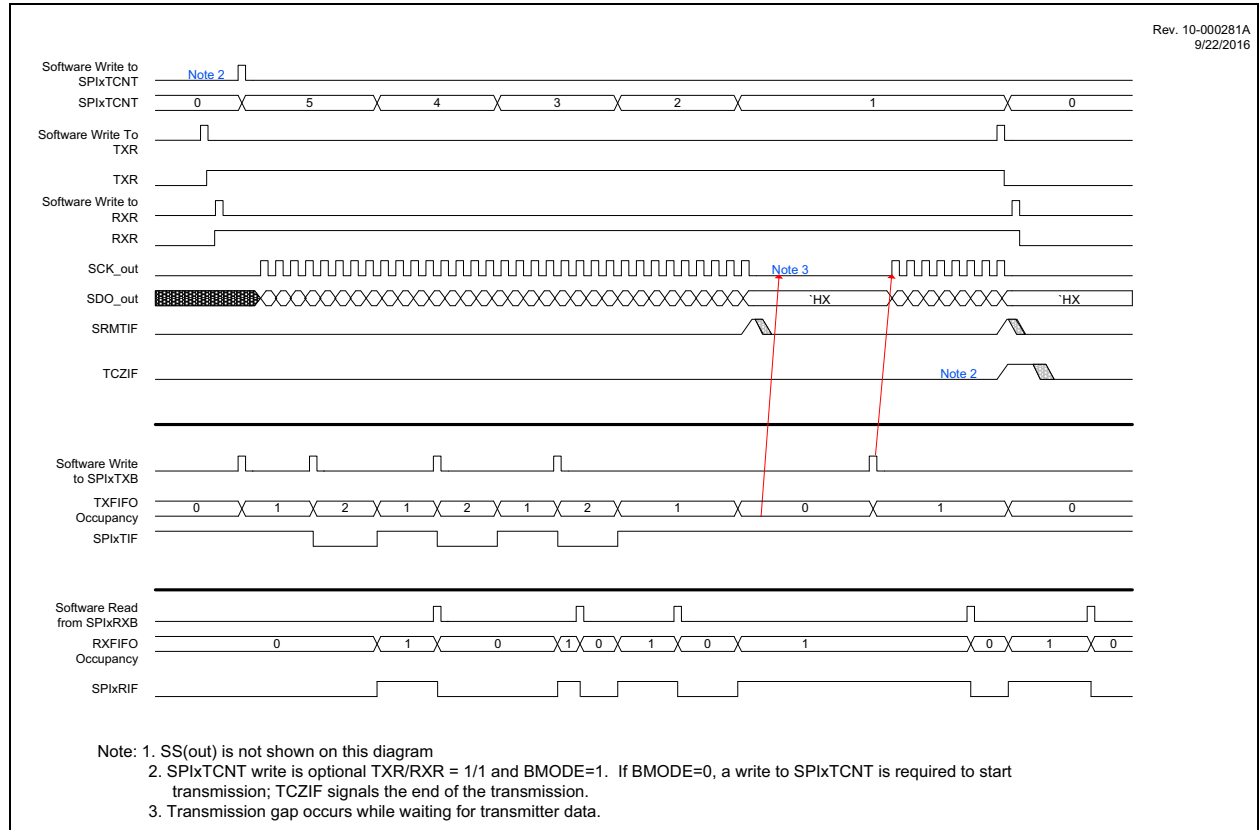 Rev. 10-000281A
9/22/2016
Software Write to
SPIxTCNT
Note 2
SPIxTCNT
0 5 4 3 2 1 0
Software Write To
TXR
TXR
Software Write to
RXR
RXR
SCK_out
Note 3
SDO_out
`HX `HX
SRMTIF
TCZIF
Note 2
Software Write
to SPIxTXB
TXFIFO
Occupancy
0 1 2 1 2 1 2 1 0 1 0
SPIxTIF
Software Read
from SPIxRXB
RXFIFO
Occupancy
0 1 0 1 0 1 0 1 0 1 0
SPIxRIF
Note: 1. SS(out) is not shown on this diagram
2. SPIxTCNT write is optional TXR/RXR = 1/1 and BMODE=1. If BMODE=0, a write to SPIxTCNT is required to start
transmission; TCZIF signals the end of the transmission.
3. Transmission gap occurs while waiting for transmitter data.